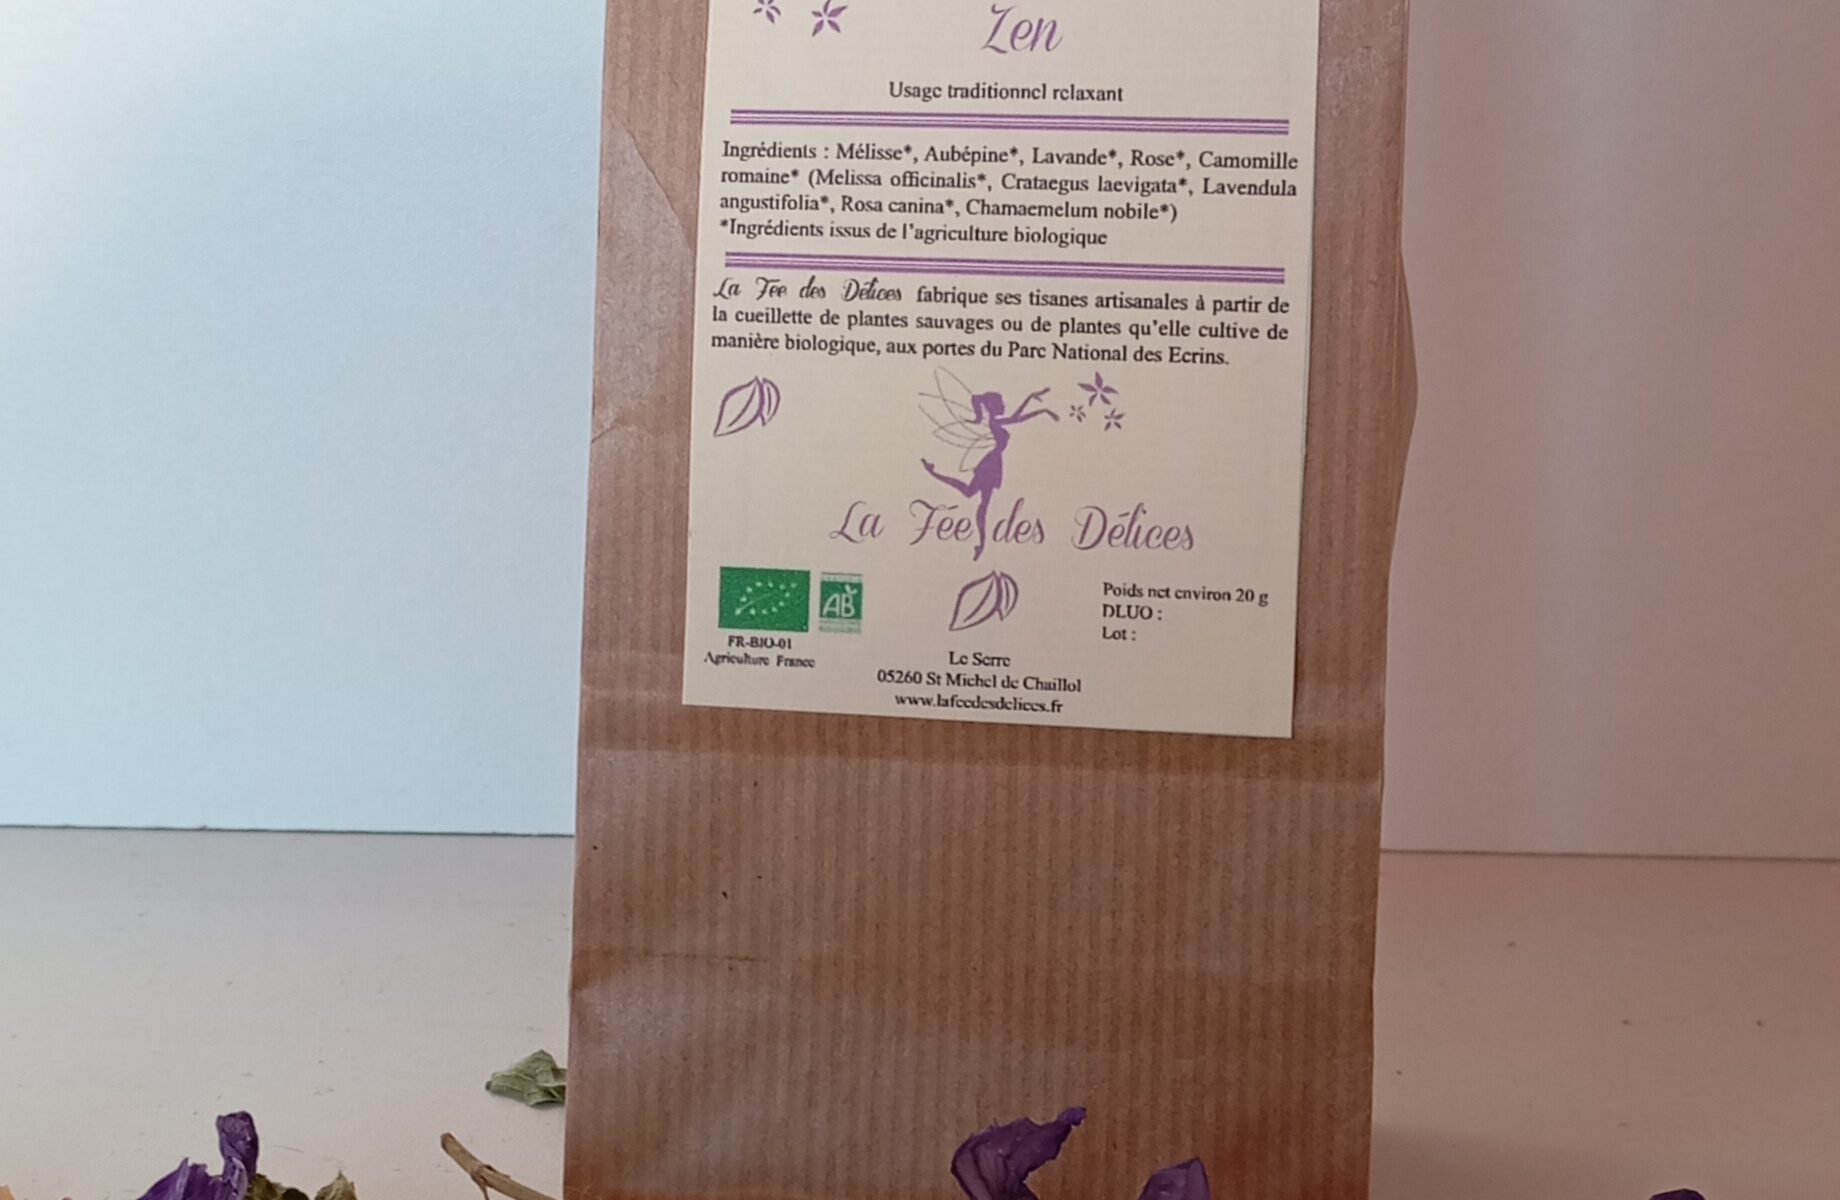 Zen
Usage traditionnel relaxant
Ingrédients : Mélisse*, Aubépine*, Lavande*, Rose*, Camomille
romaine* (Melissa officinalis*, Crataegus laevigata*, Lavendula
angustifolia*, Rosa canina*, Chamaemelum nobile*)
*Ingrédients issus de l'agriculture biologique
La Fée des Délices fabrique ses tisanes artisanales à partir de
la cueillette de plantes sauvages ou de plantes qu'elle cultive de
manière biologique, aux portes du Parc National des Ecrins.
La Fée des Délices
AB
FR-BIO-01
Agriculture France
Poids net environ 20 g
DLUO :
Lot :
Le Serre
05260 St Michel de Chaillol
www.lafeedesdelices.fr